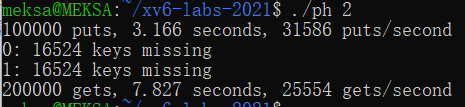 meksa@MEKSA:~/xv6-labs-2021$ ./ph 2
100000 puts, 3.166 seconds, 31586 puts/second
0: 16524 keys missing
1: 16524 keys missing
200000 gets, 7.827 seconds, 25554 gets/second